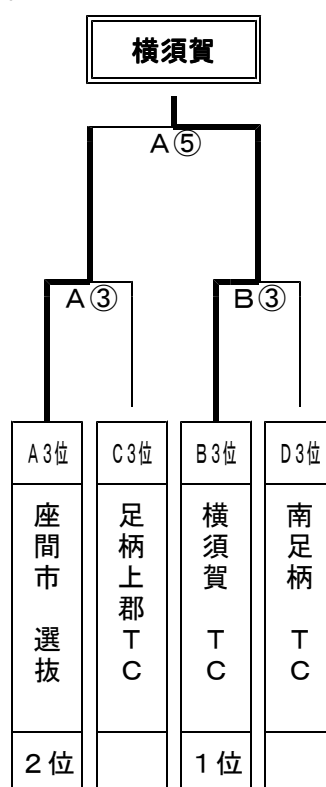 横須賀
A⑤
A③
B③
A3位
C3位
B3位
D3位
座間市 選抜
足柄上郡TC
横須賀 TC
南足柄 TC
2位
1位